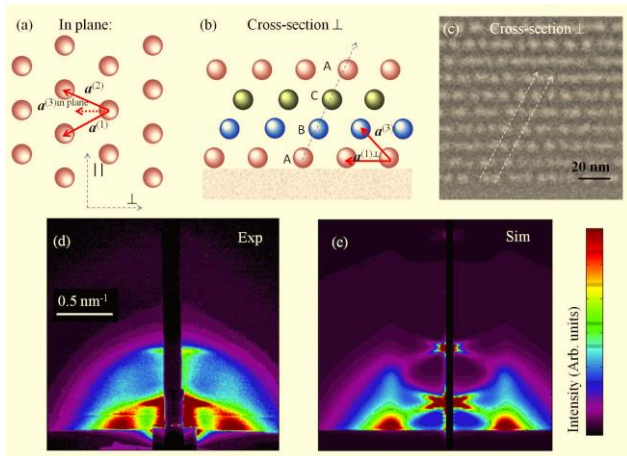 (a) In plane:
a(2)
a(3)in plane
a(1)
||
⊥
(b) Cross-section ⊥
A
C
B
a(3)
A
a(1)⊥
(c) Cross-section ⊥
20 nm
(d) Exp
0.5 nm-1
(e) Sim
Intensity (Arb. units)